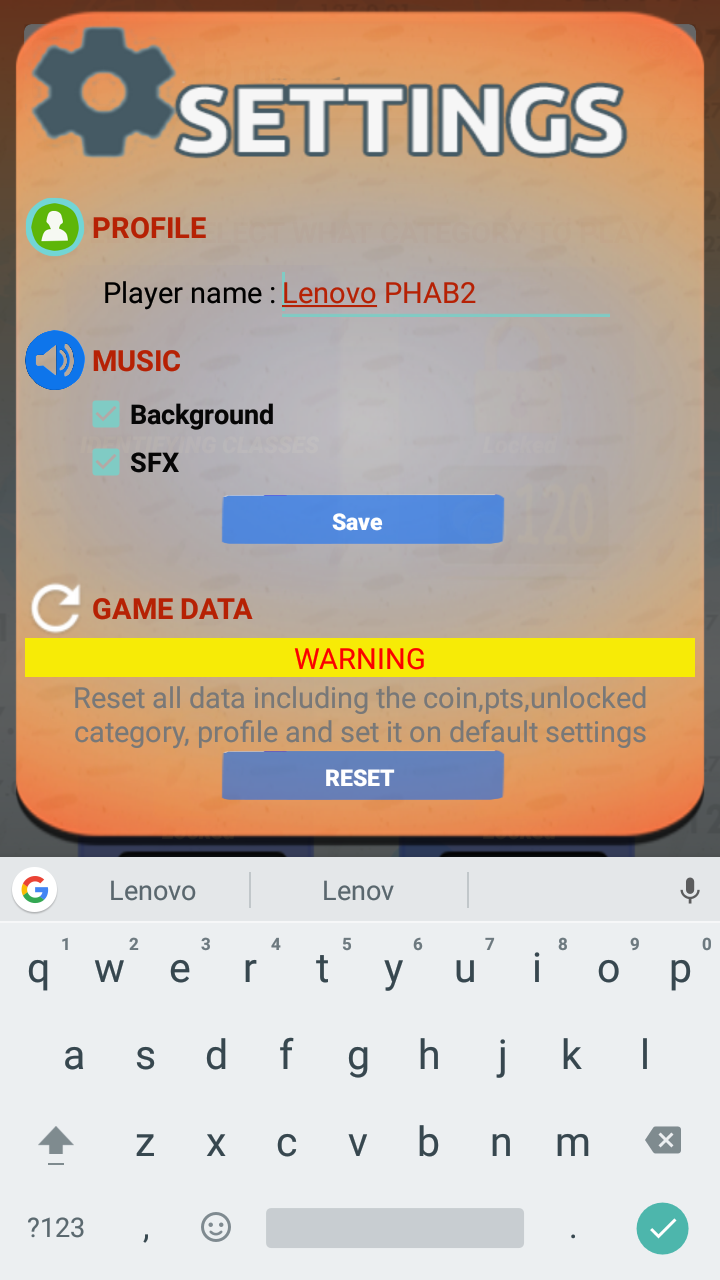 SETTINGS
PROFILE
Player name : Lenovo PHAB2
MUSIC
Background
SFX
Save
GAME DATA
WARNING
Reset all data including the coin,pts,unlocked
category, profile and set it on default settings
RESET
Lenovo Lenov
1 2 3 4 5 6 7 8 9 0
q w e r t y u i o p
a s d f g h j k l
z x c v b n m
?123 , .